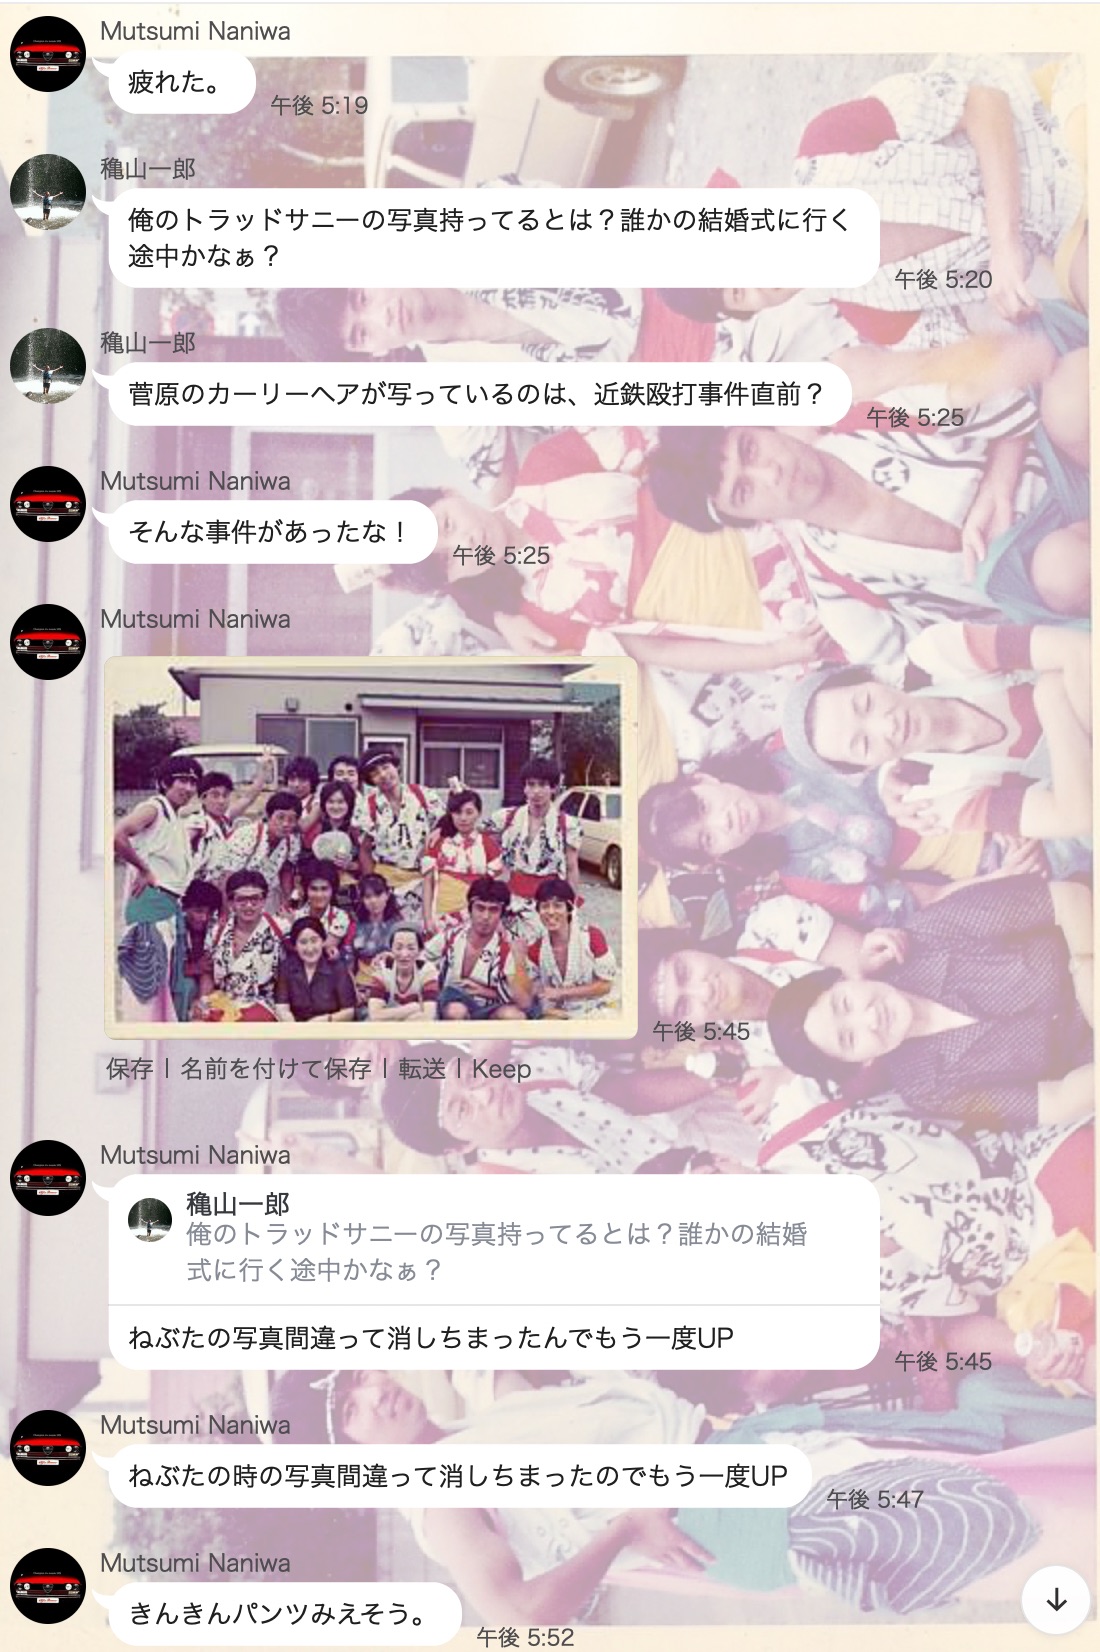 Mutsumi Naniwa
疲れた。
午後 5:19
穐山一郎
俺のトラッドサニーの写真持ってるとは？誰かの結婚式に行く
途中かなぁ？
午後 5:20
穐山一郎
菅原のカーリーヘアが写っているのは、近鉄殴打事件直前？
午後 5:25
Mutsumi Naniwa
そんな事件があったな！
午後 5:25
Mutsumi Naniwa
午後 5:45
保存 | 名前を付けて保存 | 転送 | Keep
Mutsumi Naniwa
穐山一郎
俺のトラッドサニーの写真持ってるとは？誰かの結婚
式に行く途中かなぁ？
ねぶたの写真間違って消しちまったんでもう一度UP
午後 5:45
Mutsumi Naniwa
ねぶたの時の写真間違って消しちまったのでもう一度UP
午後 5:47
Mutsumi Naniwa
きんきんパンツみえそう。
午後 5:52